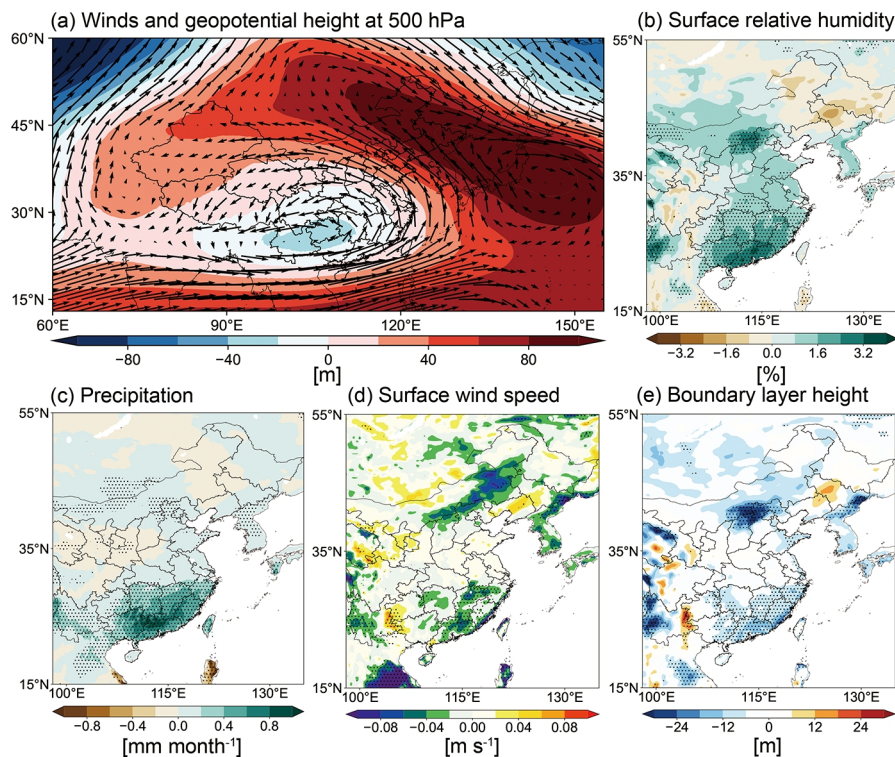 (a) Winds and geopotential height at 500 hPa
60°N
45°N
30°N
15°N
60°E 90°E 120°E 150°E
−80 −40 0 40 80
[m]
(b) Surface relative humidity
55°N
35°N
15°N
100°E 115°E 130°E
−3.2 −1.6 0.0 1.6 3.2
[%]
(c) Precipitation
55°N
35°N
15°N
100°E 115°E 130°E
−0.8 −0.4 0.0 0.4 0.8
[mm month⁻¹]
(d) Surface wind speed
55°N
35°N
15°N
100°E 115°E 130°E
−0.08 −0.04 0.00 0.04 0.08
[m s⁻¹]
(e) Boundary layer height
55°N
35°N
15°N
100°E 115°E 130°E
−24 −12 0 12 24
[m]